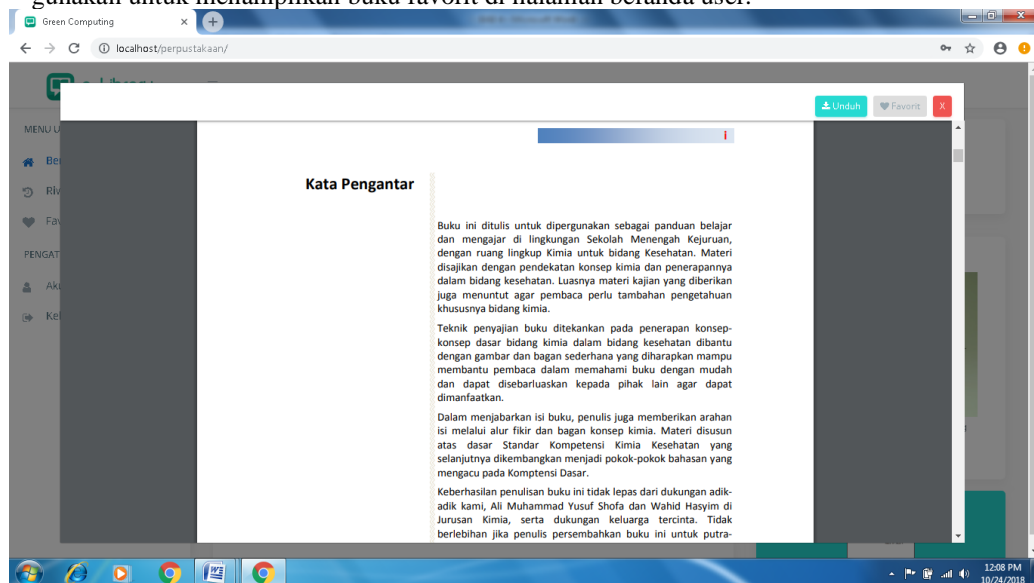 gunakan untuk menampilkan buku favorit di halaman beranda user.
Green Computing
localhost/perpustakaan/
Unduh
Favorit
X
MENU U
Be
Riv
Fav
PENGAT
Ak
Kel
i
Kata Pengantar
Buku ini ditulis untuk dipergunakan sebagai panduan belajar
dan mengajar di lingkungan Sekolah Menengah Kejuruan,
dengan ruang lingkup Kimia untuk bidang Kesehatan. Materi
disajikan dengan pendekatan konsep kimia dan penerapannya
dalam bidang kesehatan. Luasnya materi kajian yang diberikan
juga menuntut agar pembaca perlu tambahan pengetahuan
khususnya bidang kimia.
Teknik penyajian buku ditekankan pada penerapan konsep-
konsep dasar bidang kimia dalam bidang kesehatan dibantu
dengan gambar dan bagan sederhana yang diharapkan mampu
membantu pembaca dalam memahami buku dengan mudah
dan dapat disebarluaskan kepada pihak lain agar dapat
dimanfaatkan.
Dalam menjabarkan isi buku, penulis juga memberikan arahan
isi melalui alur fikir dan bagan konsep kimia. Materi disusun
atas dasar Standar Kompetensi Kimia Kesehatan yang
selanjutnya dikembangkan menjadi pokok-pokok bahasan yang
mengacu pada Komptensi Dasar.
Keberhasilan penulisan buku ini tidak lepas dari dukungan adik-
adik kami, Ali Muhammad Yusuf Shofa dan Wahid Hasyim di
Jurusan Kimia, serta dukungan keluarga tercinta. Tidak
berlebihan jika penulis persembahkan buku ini untuk putra-
12:08 PM
10/24/2018